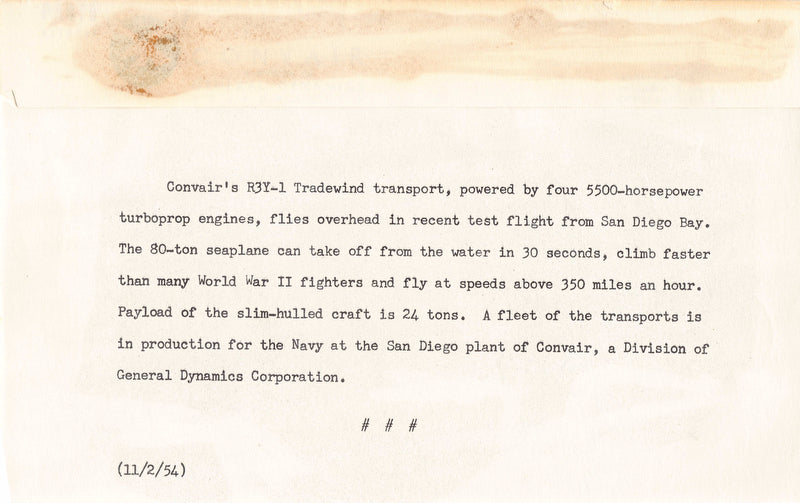 Convair's R3Y-1 Tradewind transport, powered by four 5500-horsepower
turboprop engines, flies overhead in recent test flight from San Diego Bay.
The 80-ton seaplane can take off from the water in 30 seconds, climb faster
than many World War II fighters and fly at speeds above 350 miles an hour.
Payload of the slim-hulled craft is 24 tons. A fleet of the transports is
in production for the Navy at the San Diego plant of Convair, a Division of
General Dynamics Corporation.
# # #
(11/2/54)